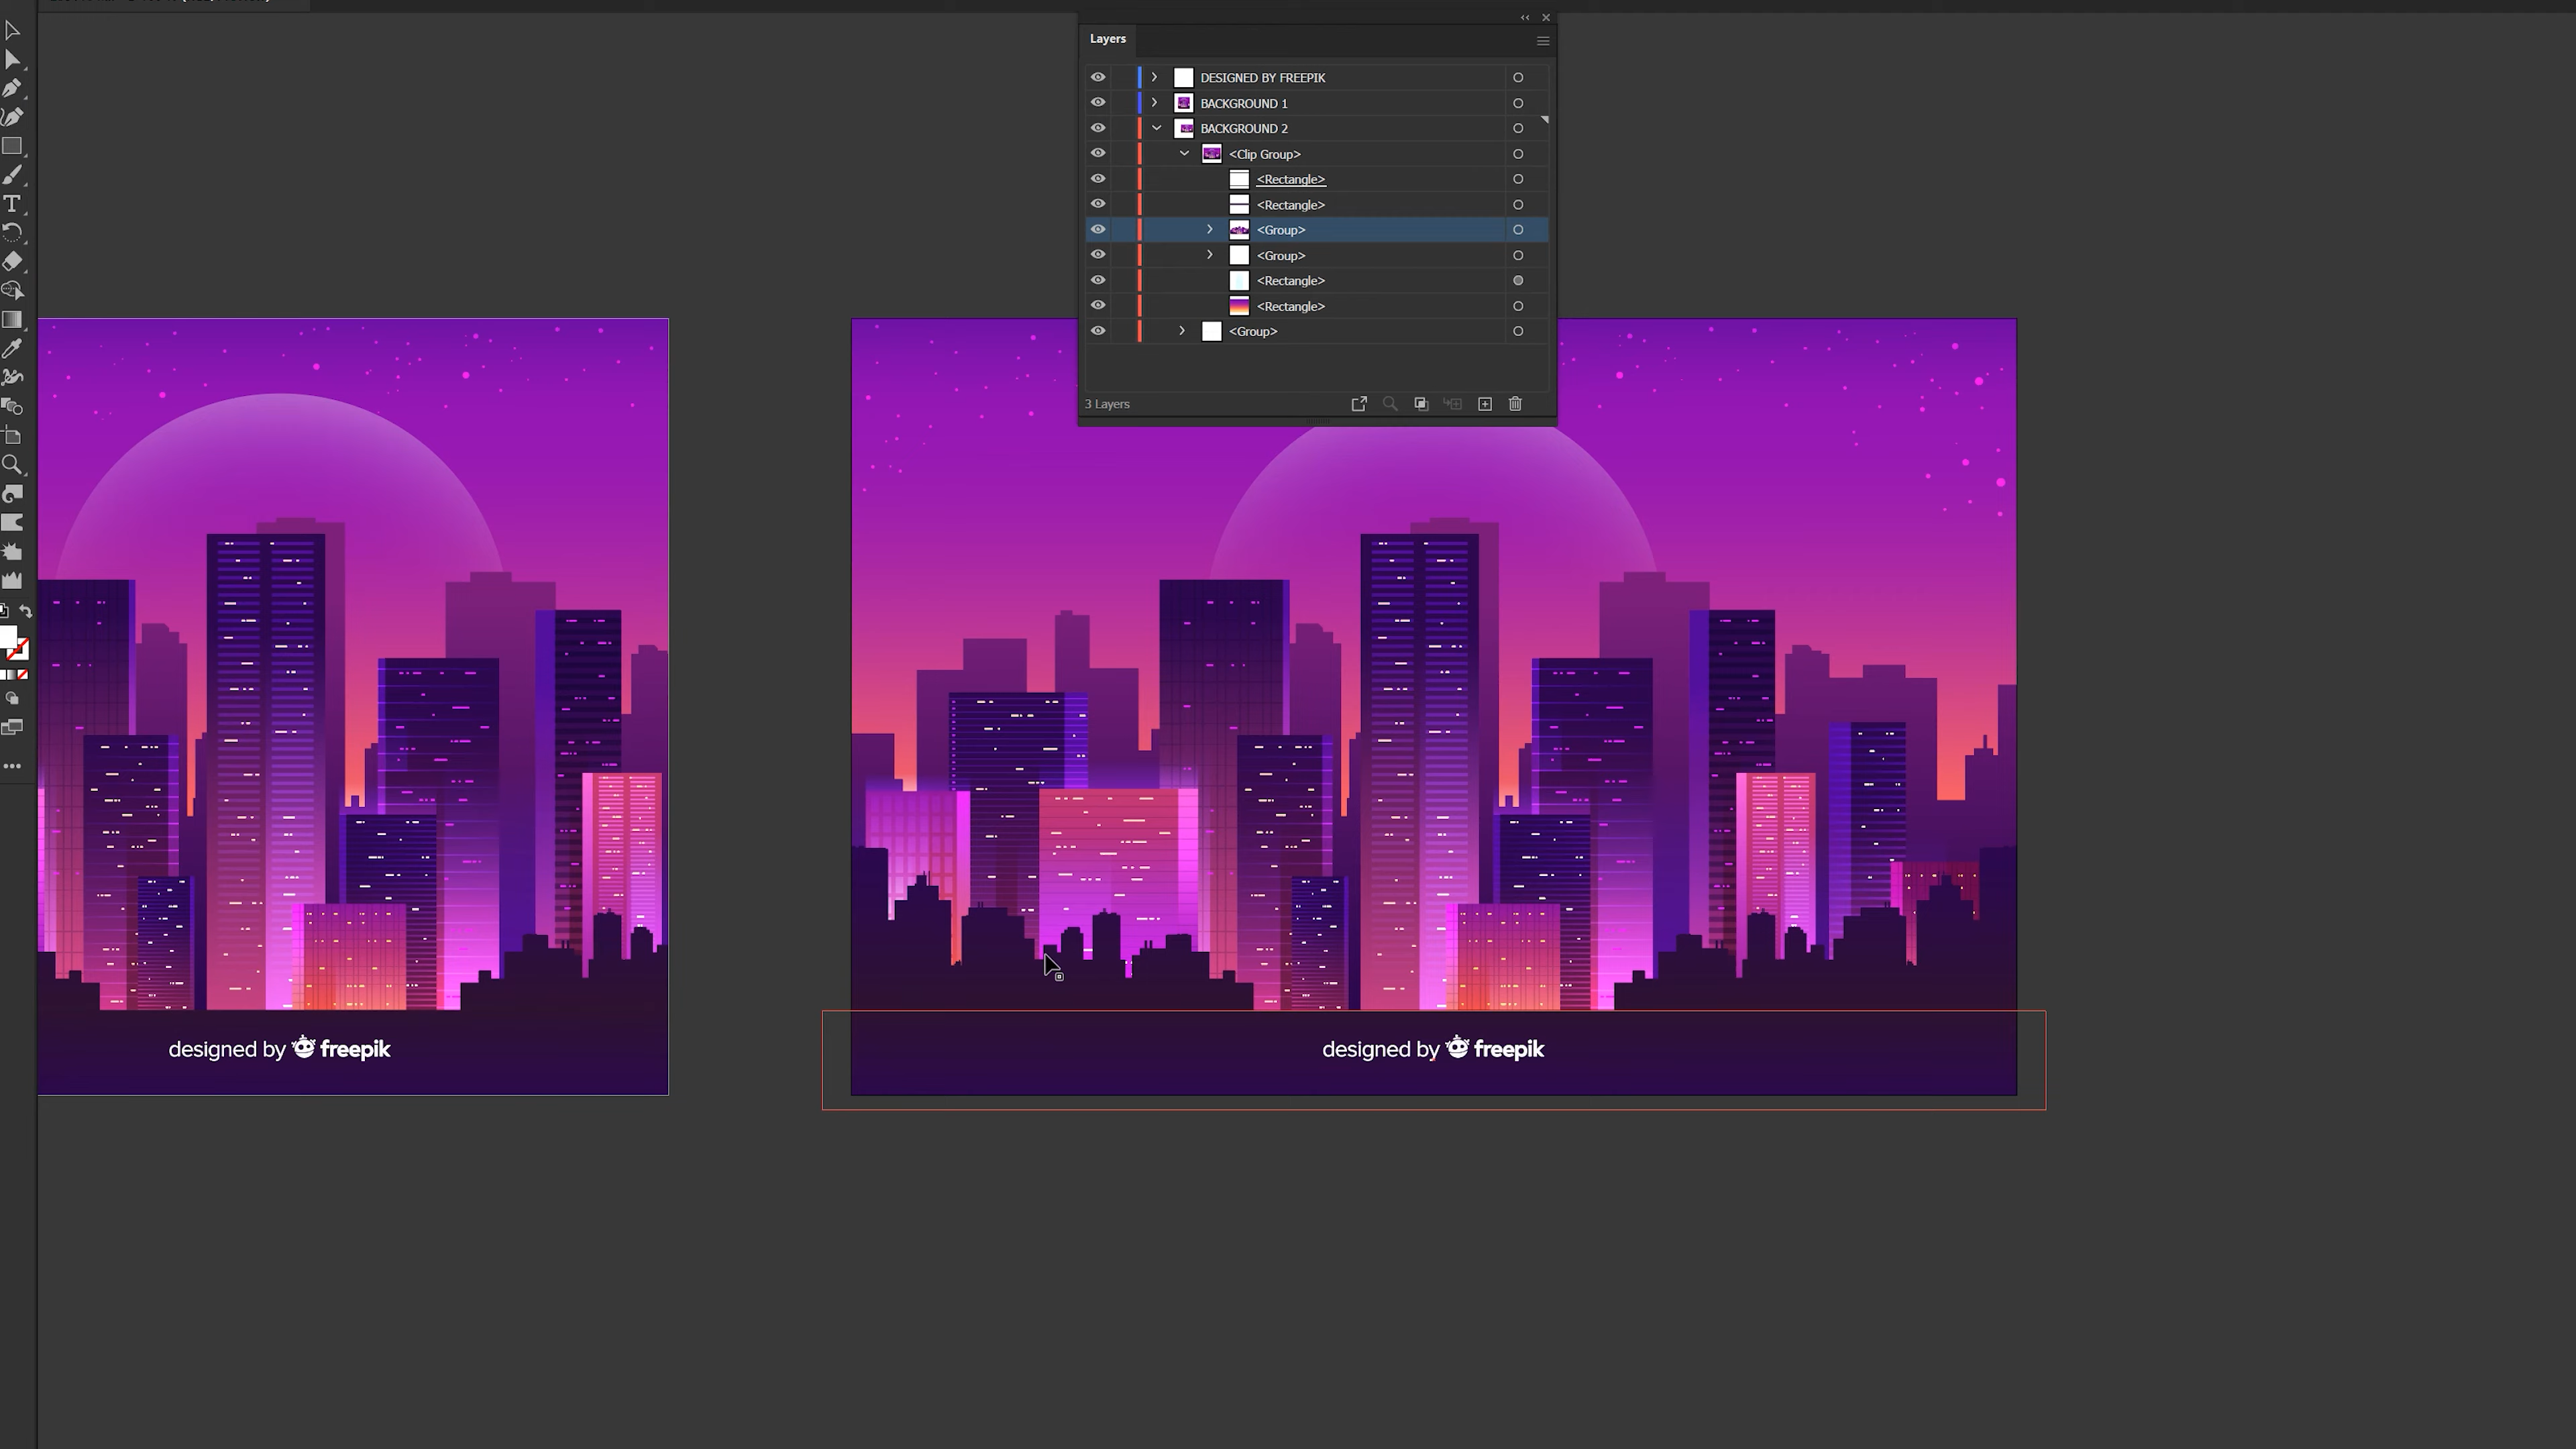 Layers
DESIGNED BY FREEPIK
BACKGROUND 1
BACKGROUND 2
<Clip Group>
<Rectangle>
<Rectangle>
<Group>
<Group>
<Rectangle>
<Rectangle>
<Group>
3 Layers
designed by freepik
designed by freepik